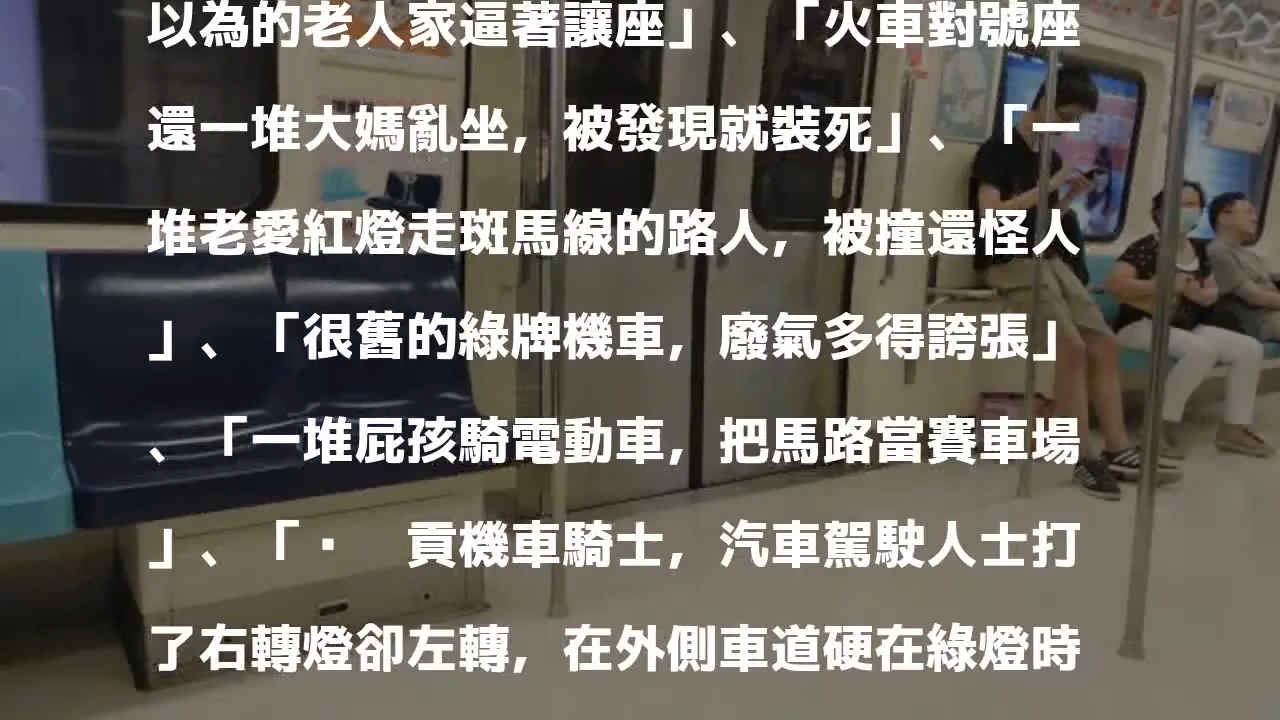 以為的老人家逼著讓座」、「火車對號座
還一堆大媽亂坐，被發現就裝死」、「一
堆老愛紅燈走斑馬線的路人，被撞還怪人
」、「很舊的綠牌機車，廢氣多得誇張」
、「一堆屁孩騎電動車，把馬路當賽車場
」、「·　貢機車騎士，汽車駕駛人士打
了右轉燈卻左轉，在外側車道硬在綠燈時